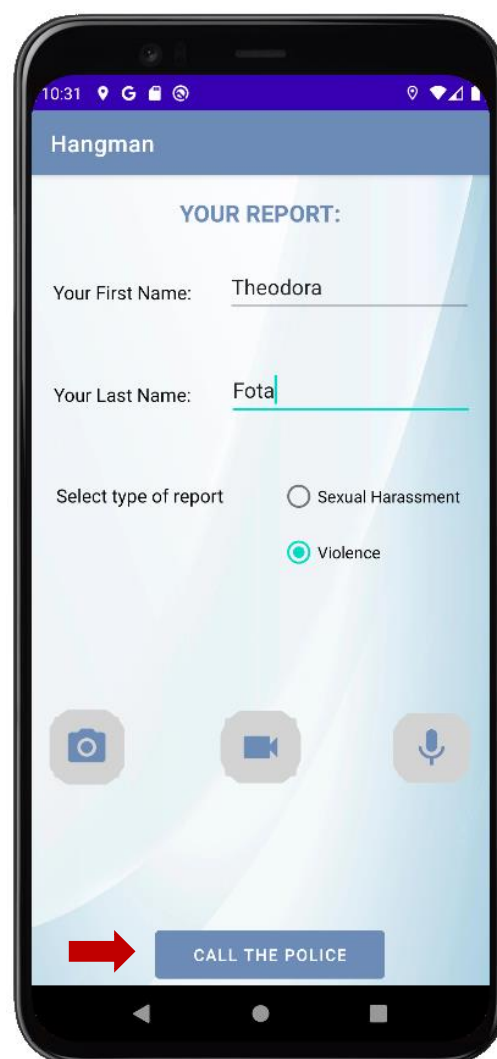 10:31 G
Hangman
YOUR REPORT:
Your First Name: Theodora
Your Last Name: Fota
Select type of report Sexual Harassment
Violence
CALL THE POLICE